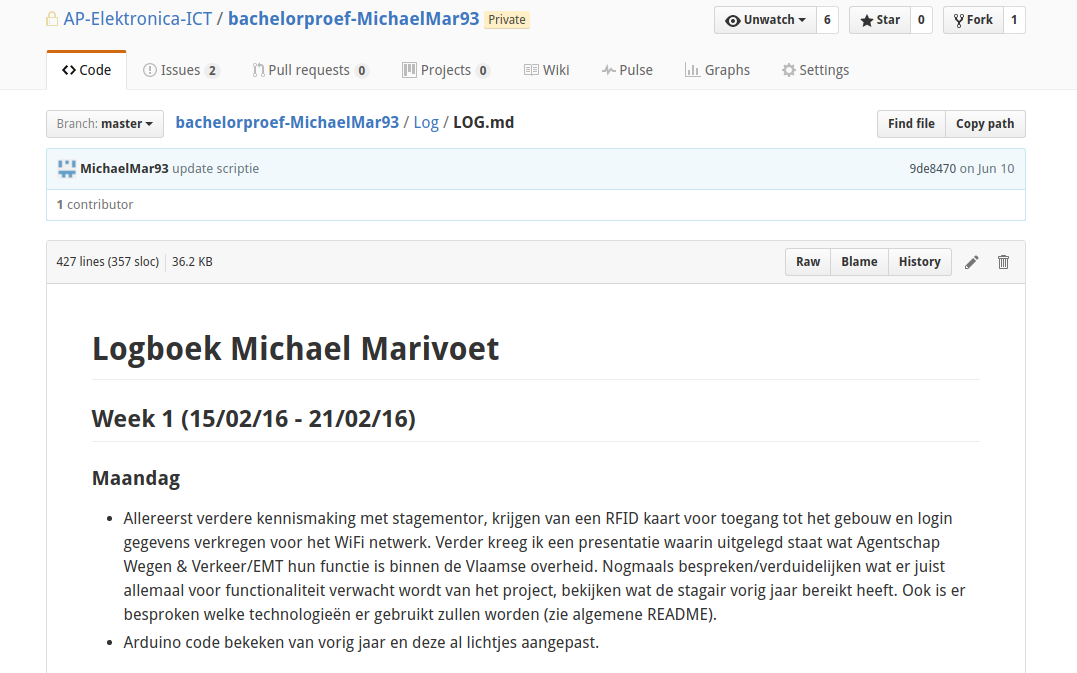 AP-Elektronica-ICT / bachelorproef-MichaelMar93 Private Unwatch 6 Star 0 Fork 1
Code Issues 2 Pull requests 0 Projects 0 Wiki Pulse Graphs Settings
Branch: master bachelorproef-MichaelMar93 / Log / LOG.md Find file Copy path
MichaelMar93 update scriptie 9de8470 on Jun 10
1 contributor
427 lines (357 sloc) 36.2 KB Raw Blame History
Logboek Michael Marivoet
Week 1 (15/02/16 - 21/02/16)
Maandag
• Allereerst verdere kennismaking met stagementor, krijgen van een RFID kaart voor toegang tot het gebouw en login
gegevens verkregen voor het WiFi netwerk. Verder kreeg ik een presentatie waarin uitgelegd staat wat Agentschap
Wegen & Verkeer/EMT hun functie is binnen de Vlaamse overheid. Nogmaals bespreken/verduidelijken wat er juist
allemaal voor functionaliteit verwacht wordt van het project, bekijken wat de stagair vorig jaar bereikt heeft. Ook is er
besproken welke technologieën er gebruikt zullen worden (zie algemene README).
• Arduino code bekeken van vorig jaar en deze al lichtjes aangepast.